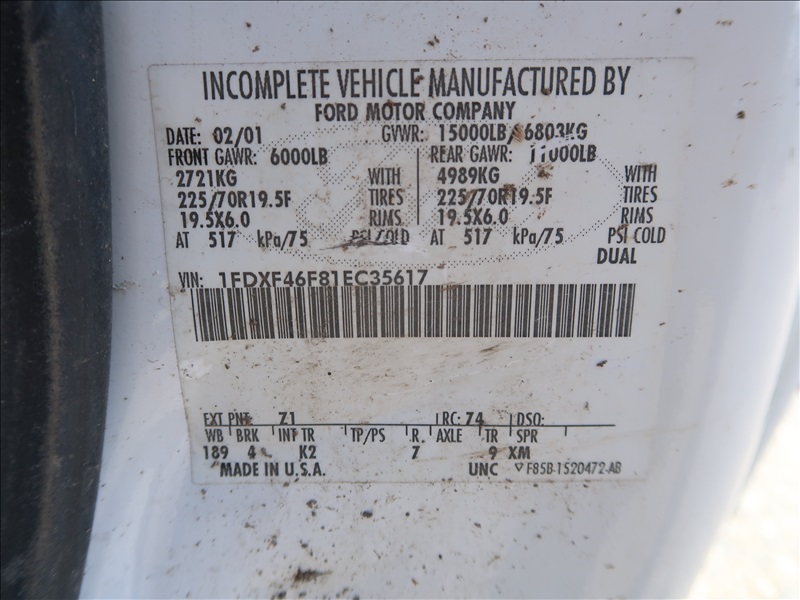 INCOMPLETE VEHICLE MANUFACTURED BY
FORD MOTOR COMPANY
DATE: 02/01 GVWR: 15000LB/ 6803KG
FRONT GAWR: 6000LB REAR GAWR: 11000LB
2721KG WITH 4989KG WITH
225/70R19.5F TIRES 225/70R19.5F TIRES
19.5X6.0 RIMS 19.5X6.0 RIMS
AT 517 kPa/75 PSI COLD AT 517 kPa/75 PSI COLD
DUAL
VIN: 1FDXF46F81EC35617
EXT PNT: Z1 RC: 74 DSO:
WB BRK INT TR TP/PS R. AXLE TR SPR
189 4 K2 7 9 XM
MADE IN U.S.A. UNC F85B-1520472-AB